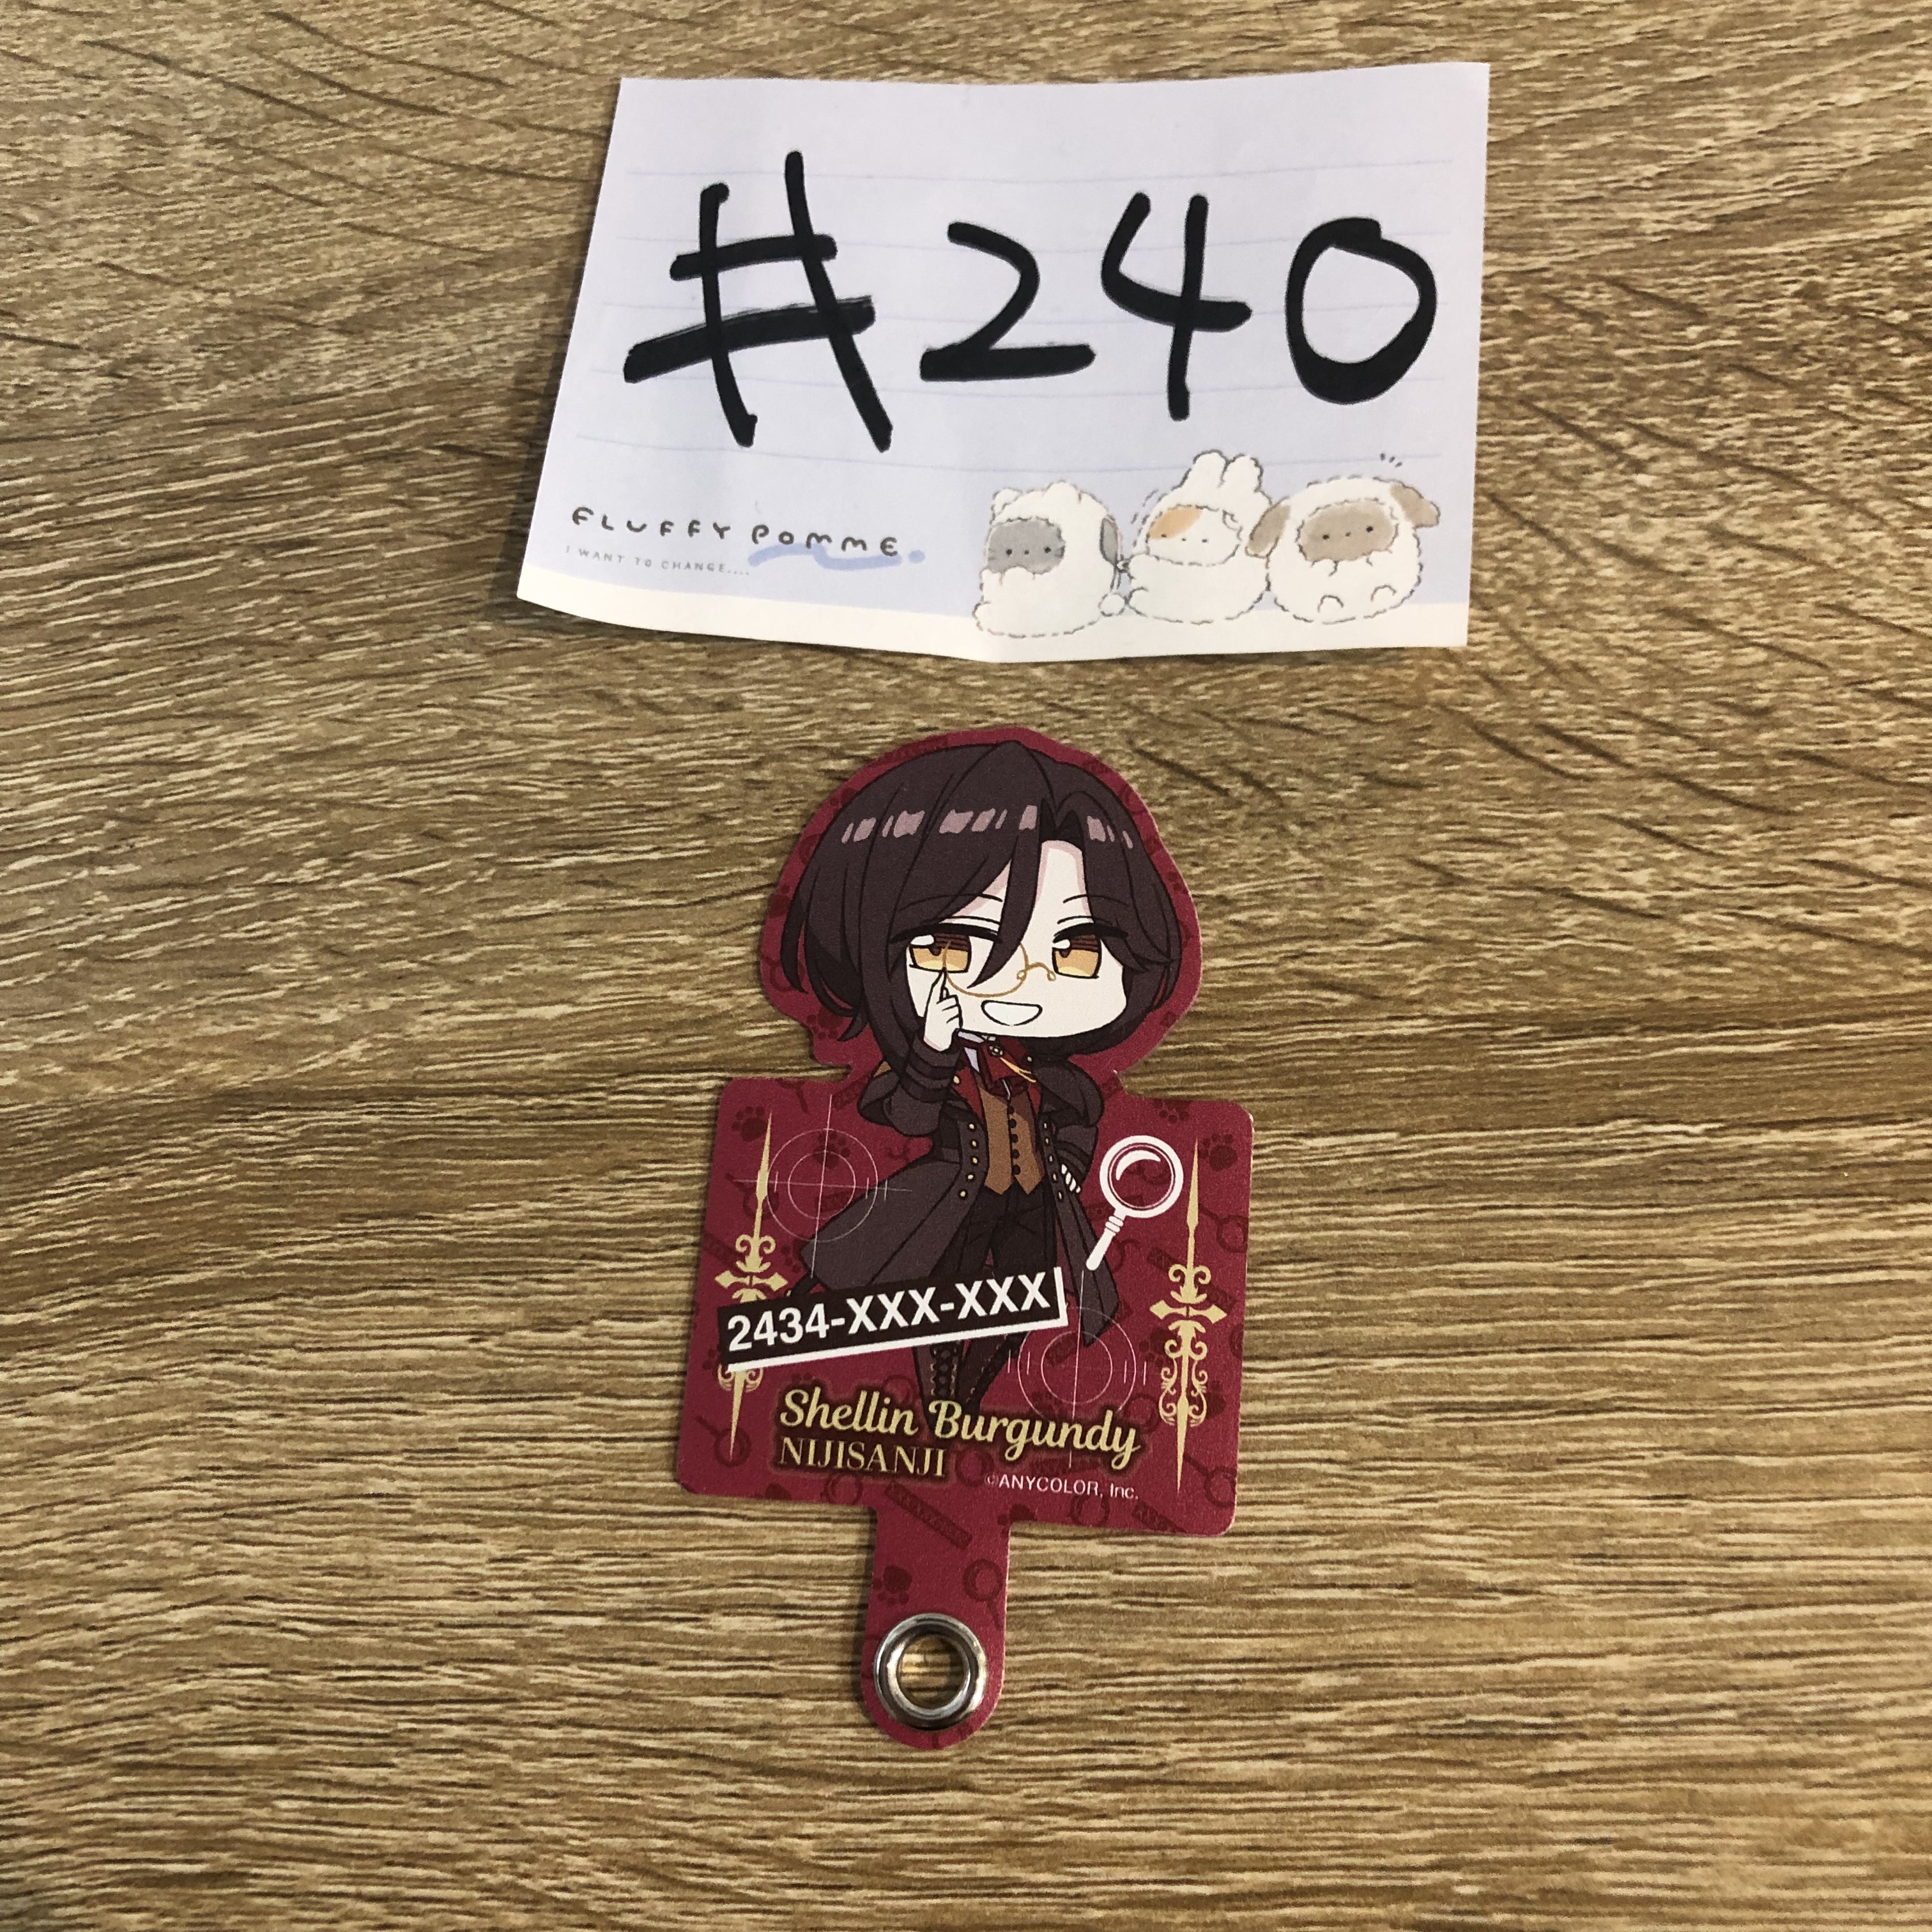 #240
FLUFFY POMME.
I WANT TO CHANGE....
2434-XXX-XXX
Shellin Burgundy
NIJISANJI
©ANYCOLOR, Inc.